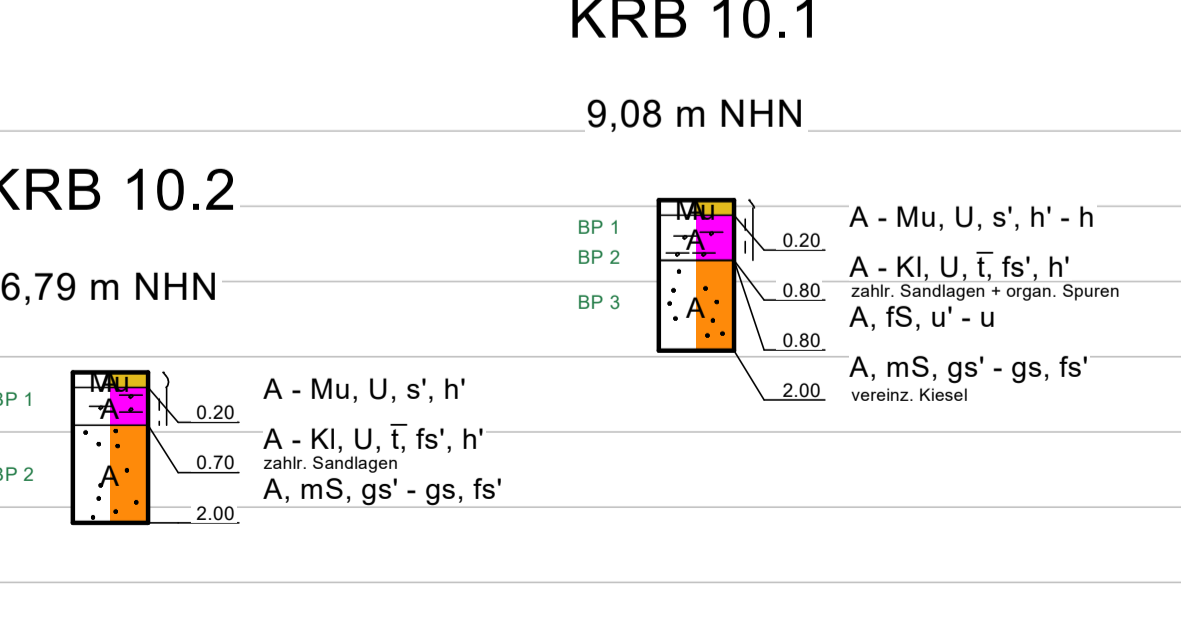 KRB 10.1
9,08 m NHN
KRB 10.2
6,79 m NHN
Mu
A
A
BP 1
BP 2
BP 3
0.20
0.80
0.80
2.00
A - Mu, U, s', h' - h
A - Kl, U, t̅, fs', h'
zahlr. Sandlagen + organ. Spuren
A, fS, u' - u
A, mS, gs' - gs, fs'
vereinz. Kiesel
Mu
A
A
BP 1
BP 2
0.20
0.70
2.00
A - Mu, U, s', h'
A - Kl, U, t̅, fs', h'
zahlr. Sandlagen
A, mS, gs' - gs, fs'